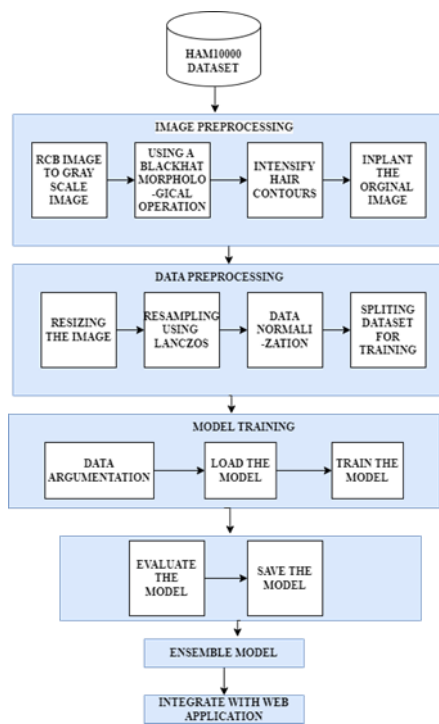 HAM10000
DATASET
IMAGE PREPROCESSING
RCB IMAGE
TO GRAY
SCALE
IMAGE
USING A
BLACKHAT
MORPHOLO
-GICAL
OPERATION
INTENSIFY
HAIR
CONTOURS
INPLANT
THE
ORGINAL
IMAGE
DATA PREPROCESSING
RESIZING
THE IMAGE
RESAMPLING
USING
LANCZOS
DATA
NORMALI
-ZATION
SPLITING
DATASET
FOR
TRAINING
MODEL TRAINING
DATA
ARGUMENTATION
LOAD THE
MODEL
TRAIN THE
MODEL
EVALUATE
THE
MODEL
SAVE THE
MODEL
ENSEMBLE MODEL
INTEGRATE WITH WEB
APPLICATION